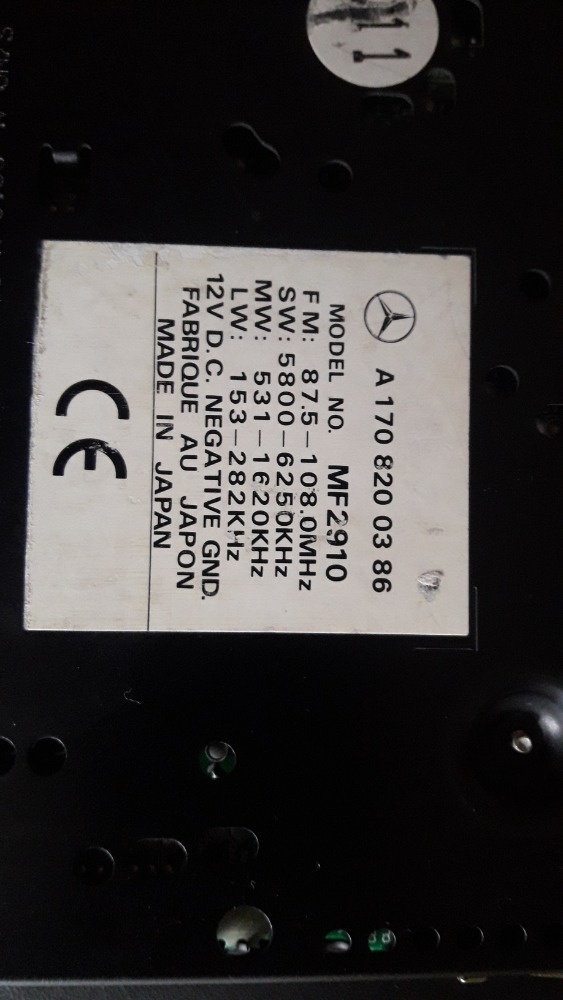 11
A 170 820 03 86
MODEL NO. MF2910
FM: 87.5-108.0MHz
SW: 5800-6250KHz
MW: 531-1620KHz
LW: 153-282KHz
12V D.C. NEGATIVE GND.
FABRIQUE AU JAPON
MADE IN JAPAN
CE